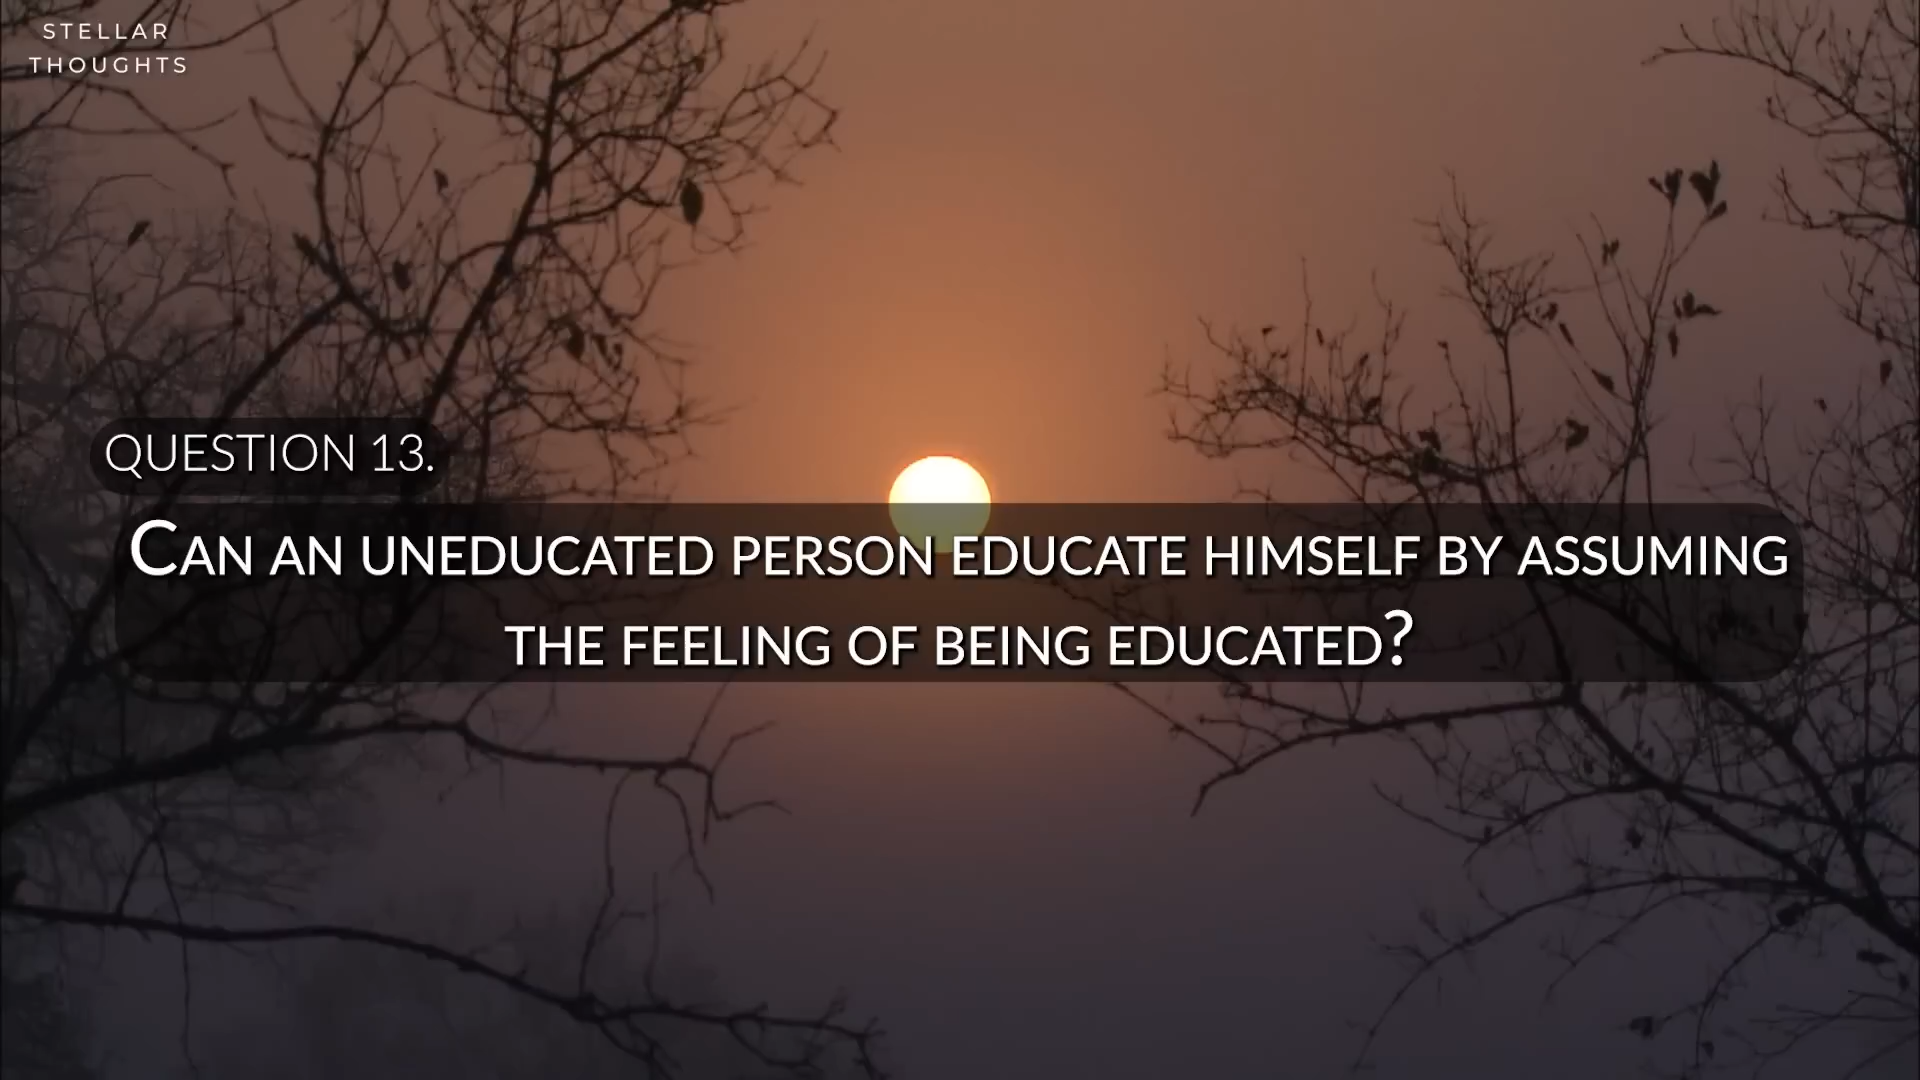 STELLAR
THOUGHTS
QUESTION 13.
CAN AN UNEDUCATED PERSON EDUCATE HIMSELF BY ASSUMING
THE FEELING OF BEING EDUCATED?